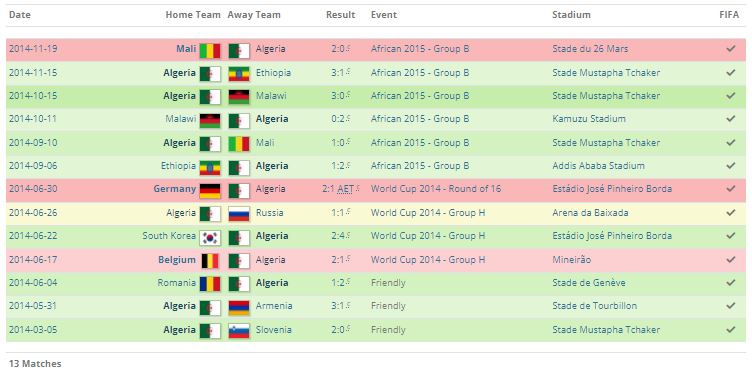 Date Home Team Away Team Result Event Stadium FIFA
2014-11-19 Mali Algeria 2:0 African 2015 - Group B Stade du 26 Mars
2014-11-15 Algeria Ethiopia 3:1 African 2015 - Group B Stade Mustapha Tchaker
2014-10-15 Algeria Malawi 3:0 African 2015 - Group B Stade Mustapha Tchaker
2014-10-11 Malawi Algeria 0:2 African 2015 - Group B Kamuzu Stadium
2014-09-10 Algeria Mali 1:0 African 2015 - Group B Stade Mustapha Tchaker
2014-09-06 Ethiopia Algeria 1:2 African 2015 - Group B Addis Ababa Stadium
2014-06-30 Germany Algeria 2:1 AET World Cup 2014 - Round of 16 Estádio José Pinheiro Borda
2014-06-26 Algeria Russia 1:1 World Cup 2014 - Group H Arena da Baixada
2014-06-22 South Korea Algeria 2:4 World Cup 2014 - Group H Estádio José Pinheiro Borda
2014-06-17 Belgium Algeria 2:1 World Cup 2014 - Group H Mineirão
2014-06-04 Romania Algeria 1:2 Friendly Stade de Genève
2014-05-31 Algeria Armenia 3:1 Friendly Stade de Tourbillon
2014-03-05 Algeria Slovenia 2:0 Friendly Stade Mustapha Tchaker
13 Matches